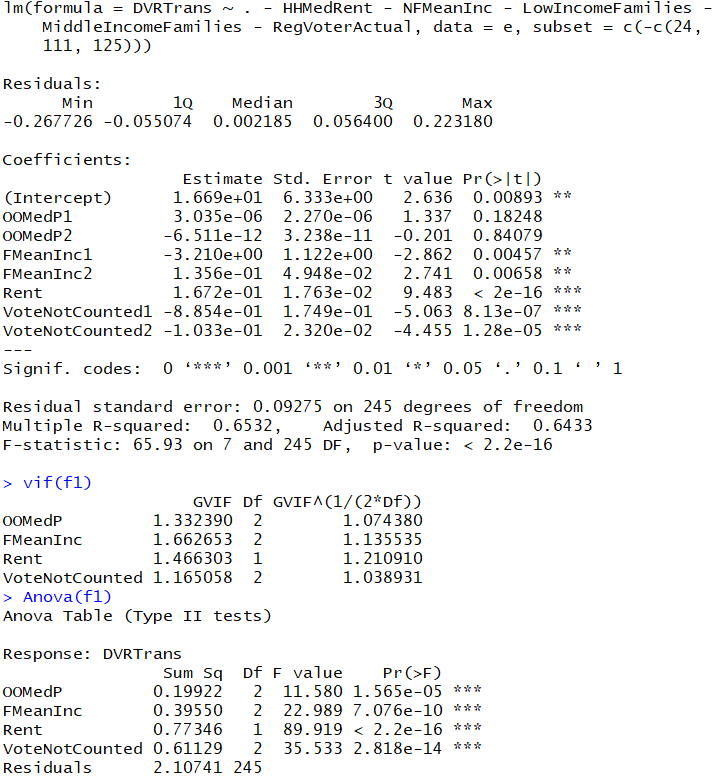 lm(formula = DVRTrans ~ . - HHMedRent - NFMeanInc - LowIncomeFamilies -
    MiddleIncomeFamilies - RegVoterActual, data = e, subset = c(-c(24,
    111, 125)))

Residuals:
      Min        1Q    Median        3Q       Max
-0.267726 -0.055074  0.002185  0.056400  0.223180

Coefficients:
                  Estimate Std. Error t value Pr(>|t|)
(Intercept)      1.669e+01  6.333e+00   2.636  0.00893 **
OOMedP1          3.035e-06  2.270e-06   1.337  0.18248
OOMedP2         -6.511e-12  3.238e-11  -0.201  0.84079
FMeanInc1       -3.210e+00  1.122e+00  -2.862  0.00457 **
FMeanInc2        1.356e-01  4.948e-02   2.741  0.00658 **
Rent             1.672e-01  1.763e-02   9.483  < 2e-16 ***
VoteNotCounted1 -8.854e-01  1.749e-01  -5.063 8.13e-07 ***
VoteNotCounted2 -1.033e-01  2.320e-02  -4.455 1.28e-05 ***
---
Signif. codes:  0 ‘***’ 0.001 ‘**’ 0.01 ‘*’ 0.05 ‘.’ 0.1 ‘ ’ 1

Residual standard error: 0.09275 on 245 degrees of freedom
Multiple R-squared:  0.6532,    Adjusted R-squared:  0.6433
F-statistic: 65.93 on 7 and 245 DF,  p-value: < 2.2e-16

> vif(f1)
                   GVIF Df GVIF^(1/(2*Df))
OOMedP         1.332390  2        1.074380
FMeanInc       1.662653  2        1.135535
Rent           1.466303  1        1.210910
VoteNotCounted 1.165058  2        1.038931
> Anova(f1)
Anova Table (Type II tests)

Response: DVRTrans
                Sum Sq  Df F value    Pr(>F)
OOMedP         0.19922   2  11.580 1.565e-05 ***
FMeanInc       0.39550   2  22.989 7.076e-10 ***
Rent           0.77346   1  89.919 < 2.2e-16 ***
VoteNotCounted 0.61129   2  35.533 2.818e-14 ***
Residuals      2.10741 245